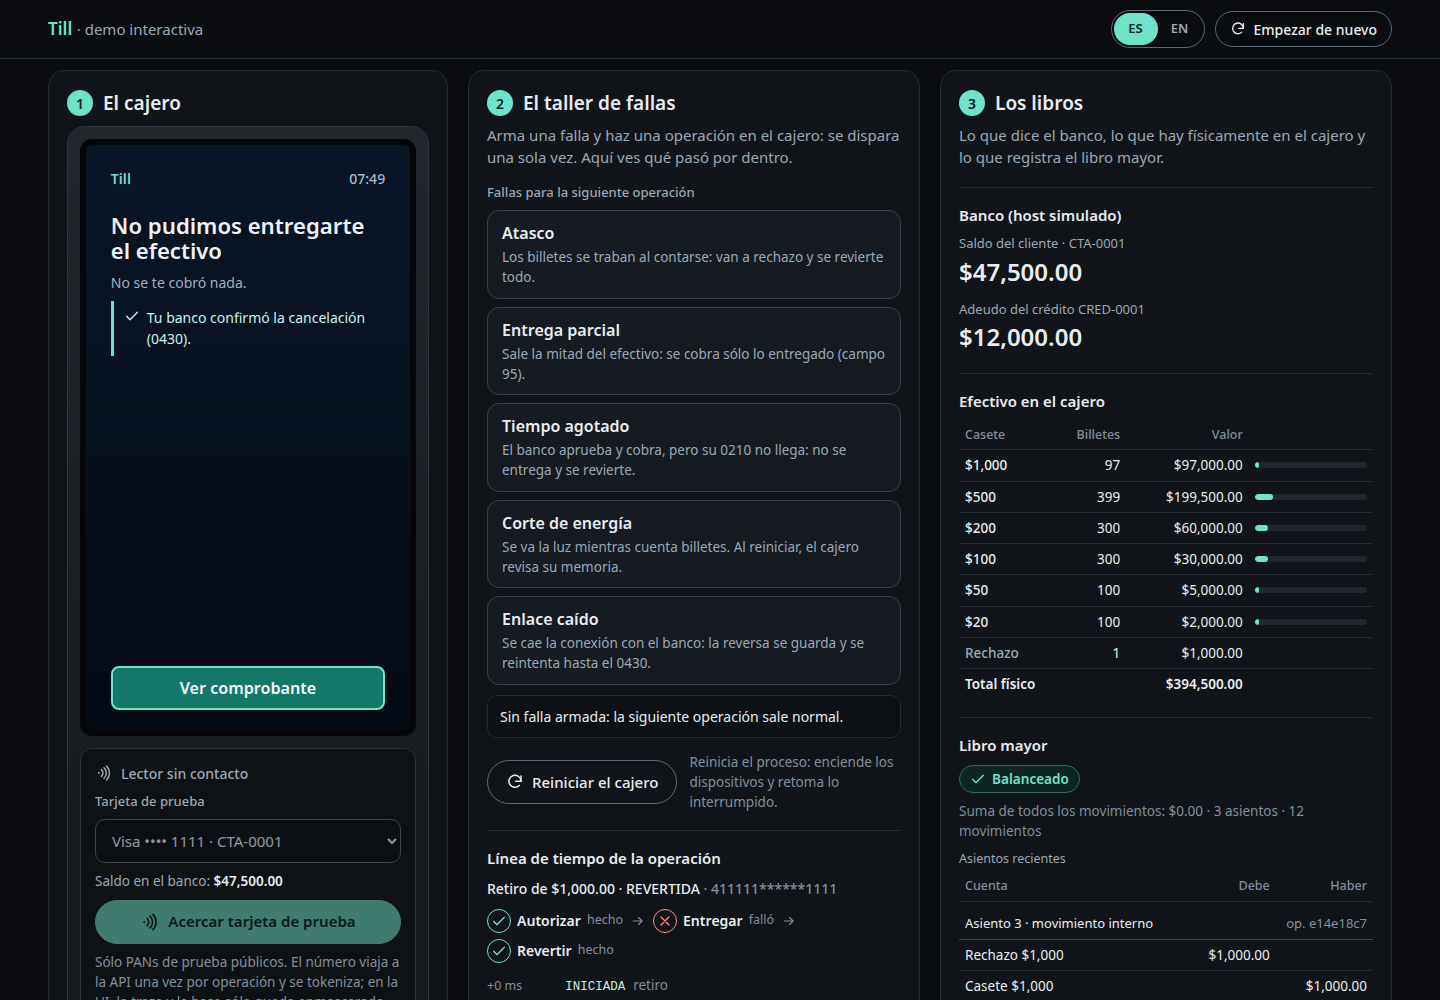 Till · demo interactiva
ES EN
Empezar de nuevo
1 El cajero
Till 07:49
No pudimos entregarte
el efectivo
No se te cobró nada.
Tu banco confirmó la cancelación
(0430).
Ver comprobante
Lector sin contacto
Tarjeta de prueba
Visa •••• 1111 · CTA-0001
Saldo en el banco: $47,500.00
Acercar tarjeta de prueba
Sólo PANs de prueba públicos. El número viaja a
la API una vez por operación y se tokeniza; en la
2 El taller de fallas
Arma una falla y haz una operación en el cajero: se dispara
una sola vez. Aquí ves qué pasó por dentro.
Fallas para la siguiente operación
Atasco
Los billetes se traban al contarse: van a rechazo y se revierte
todo.
Entrega parcial
Sale la mitad del efectivo: se cobra sólo lo entregado (campo
95).
Tiempo agotado
El banco aprueba y cobra, pero su 0210 no llega: no se
entrega y se revierte.
Corte de energía
Se va la luz mientras cuenta billetes. Al reiniciar, el cajero
revisa su memoria.
Enlace caído
Se cae la conexión con el banco: la reversa se guarda y se
reintenta hasta el 0430.
Sin falla armada: la siguiente operación sale normal.
Reiniciar el cajero
Reinicia el proceso: enciende los
dispositivos y retoma lo
interrumpido.
Línea de tiempo de la operación
Retiro de $1,000.00 · REVERTIDA · 411111******1111
Autorizar hecho → Entregar falló →
Revertir hecho
+0 ms INICIADA retiro
3 Los libros
Lo que dice el banco, lo que hay físicamente en el cajero y
lo que registra el libro mayor.
Banco (host simulado)
Saldo del cliente · CTA-0001
$47,500.00
Adeudo del crédito CRED-0001
$12,000.00
Efectivo en el cajero
Casete Billetes Valor
$1,000 97 $97,000.00
$500 399 $199,500.00
$200 300 $60,000.00
$100 300 $30,000.00
$50 100 $5,000.00
$20 100 $2,000.00
Rechazo 1 $1,000.00
Total físico $394,500.00
Libro mayor
Balanceado
Suma de todos los movimientos: $0.00 · 3 asientos · 12
movimientos
Asientos recientes
Cuenta Debe Haber
Asiento 3 · movimiento interno op. e14e18c7
Rechazo $1,000 $1,000.00
Casete $1,000 $1,000.00